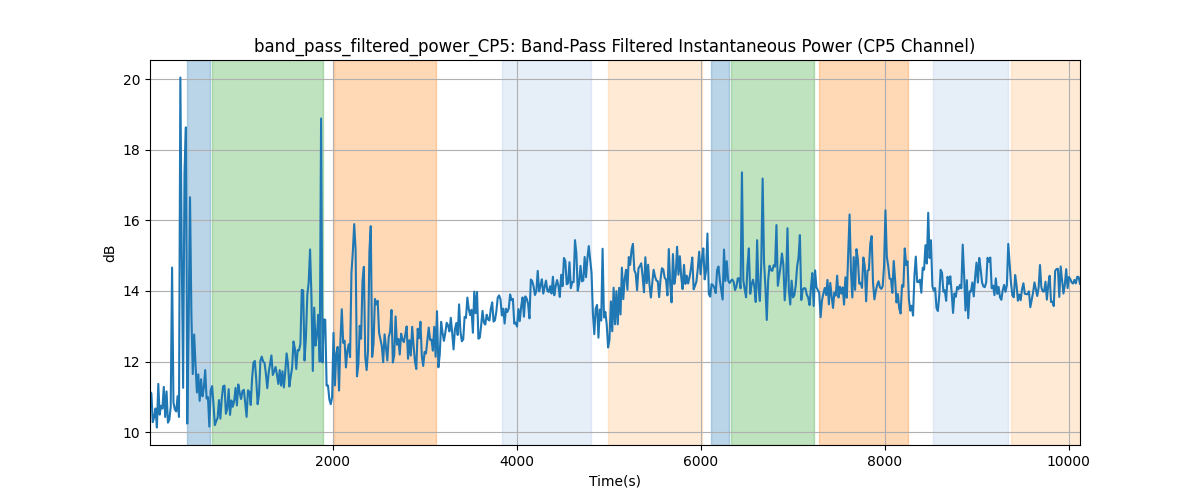 band_pass_filtered_power_CP5: Band-Pass Filtered Instantaneous Power (CP5 Channel)
20
18
16
14
12
10
dB
2000 4000 6000 8000 10000
Time(s)